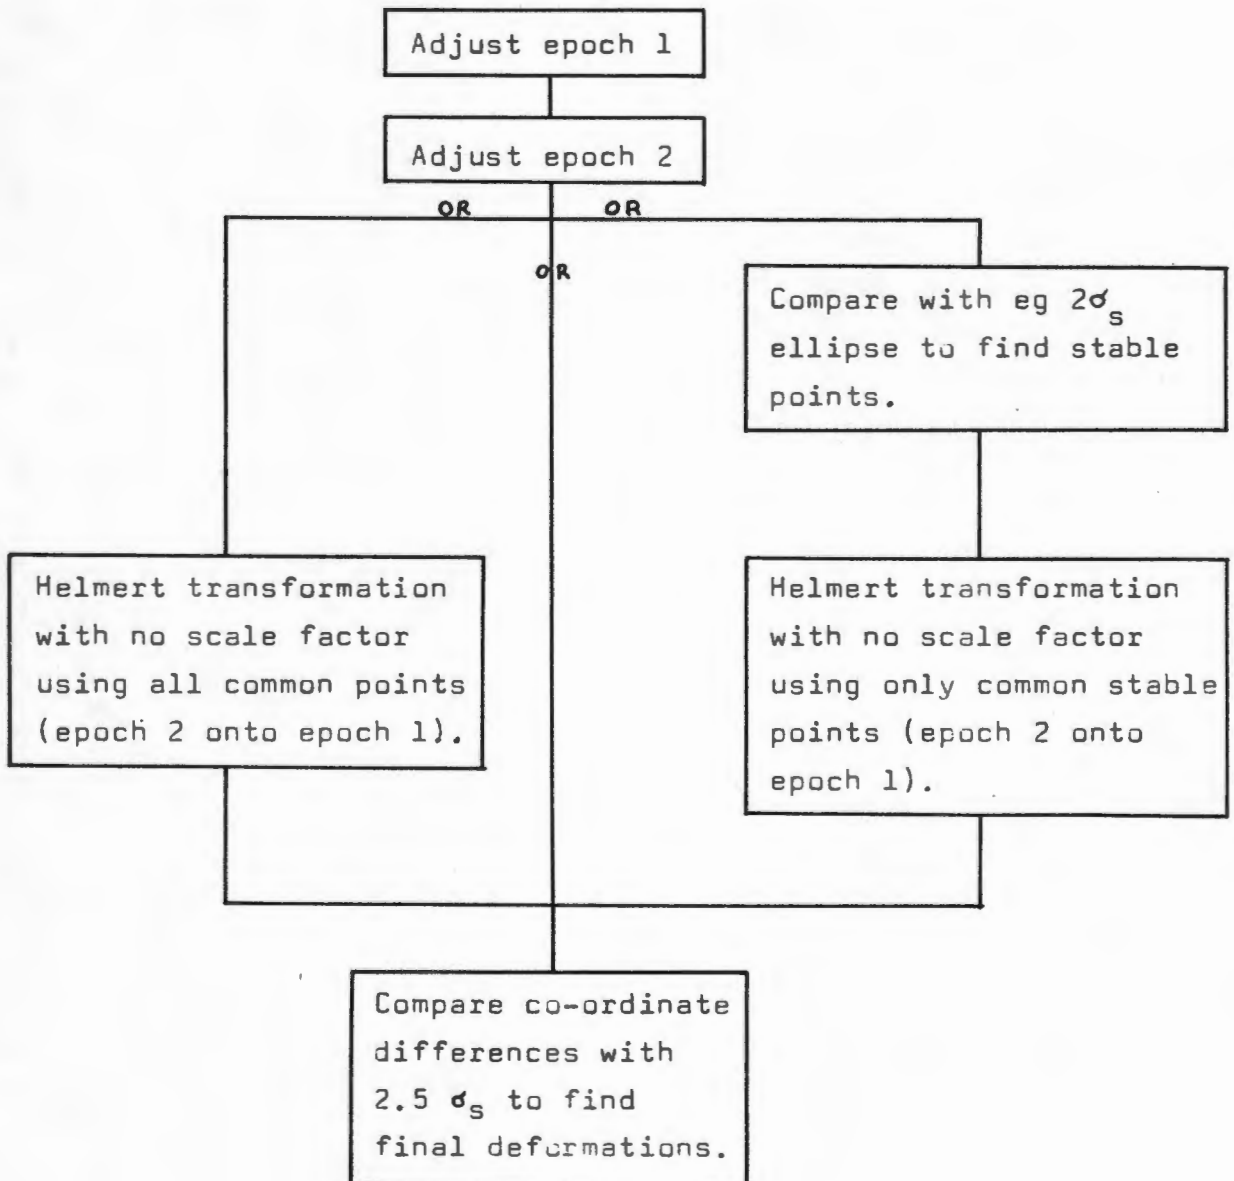 Adjust epoch 1
Adjust epoch 2
OR OR
OR
Compare with eg 2σs
ellipse to find stable
points.
Helmert transformation
with no scale factor
using all common points
(epoch 2 onto epoch 1).
Helmert transformation
with no scale factor
using only common stable
points (epoch 2 onto
epoch 1).
Compare co-ordinate
differences with
2.5 σs to find
final deformations.